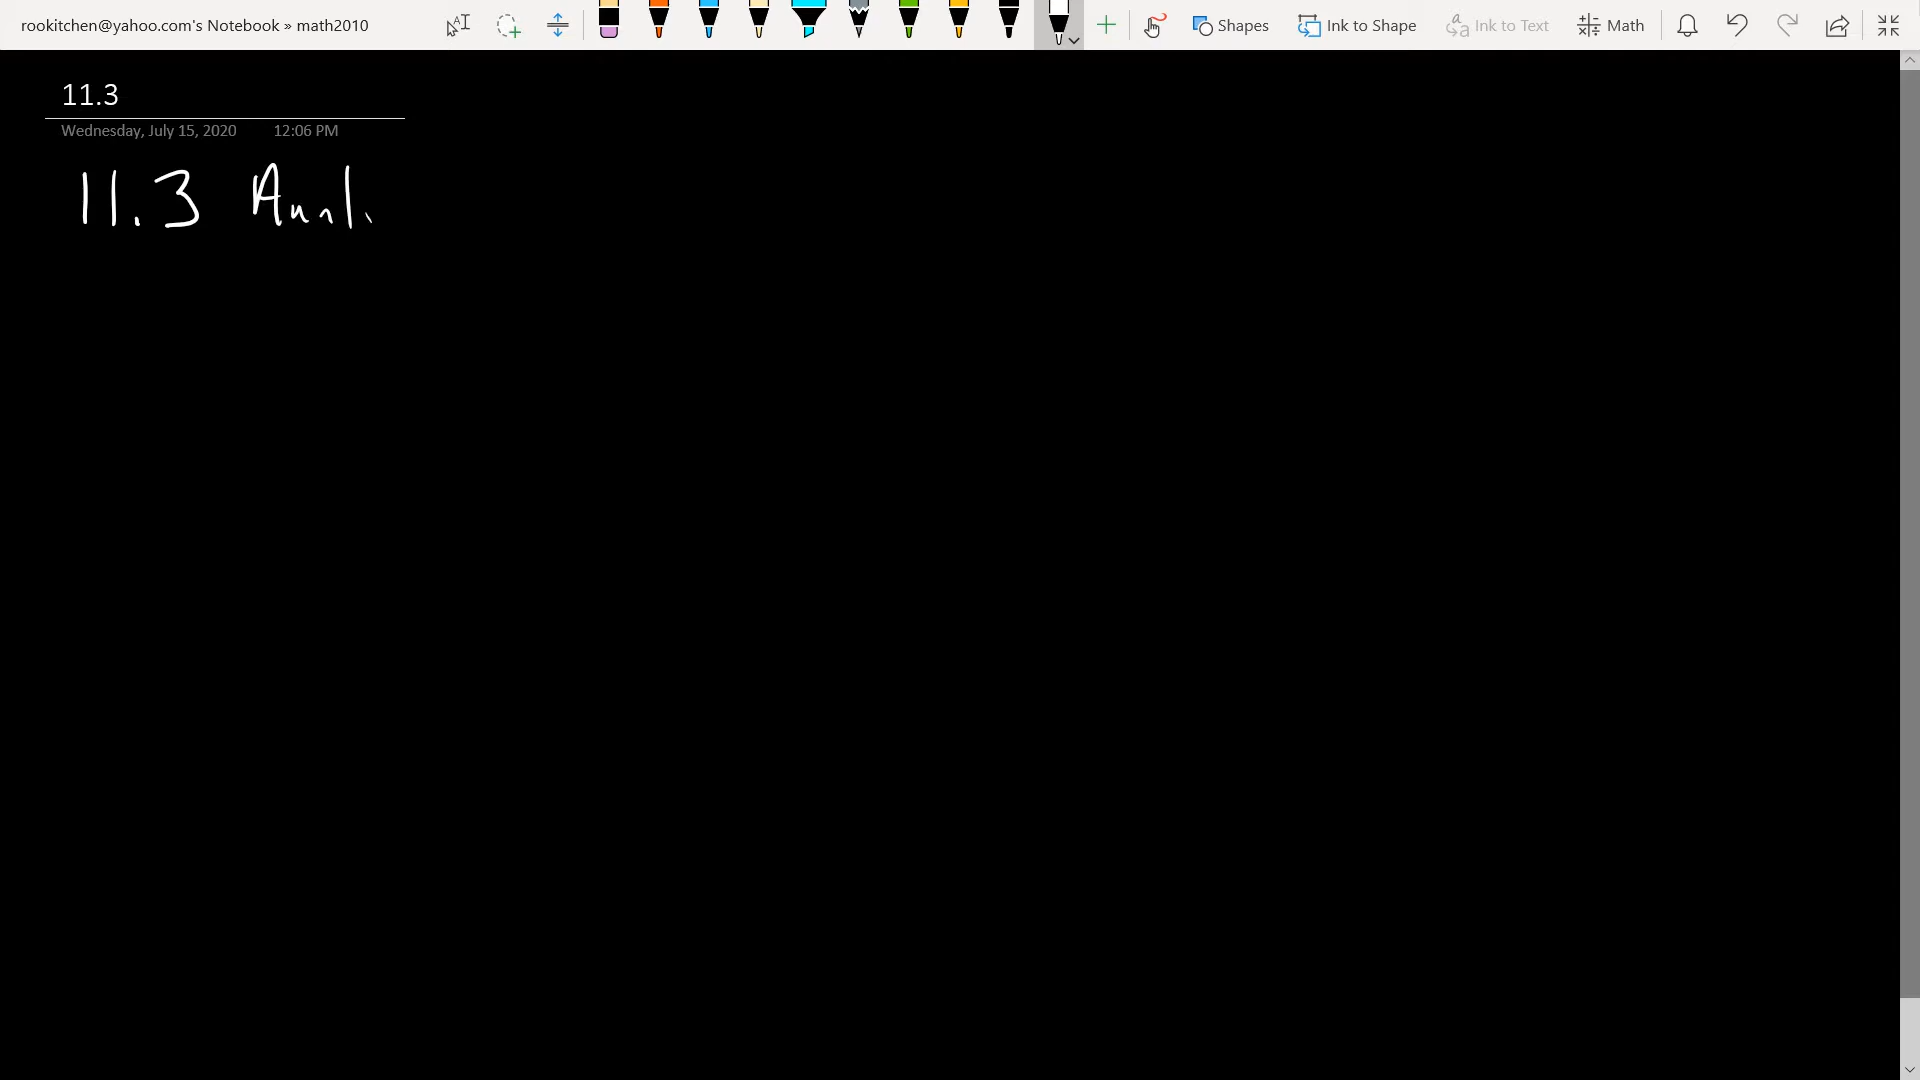 rookitchen@yahoo.com's Notebook » math2010 Shapes Ink to Shape Ink to Text Math
11.3
Wednesday, July 15, 2020 12:06 PM
11.3